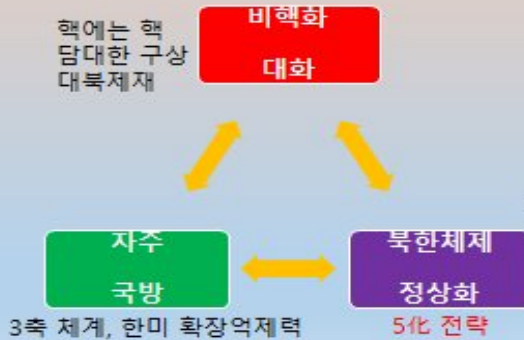 핵에는 핵
담대한 구상
대북제재
비핵화
대화
자주
국방
북한체제
정상화
3축 체계, 한미 확장억제력
5化 전략